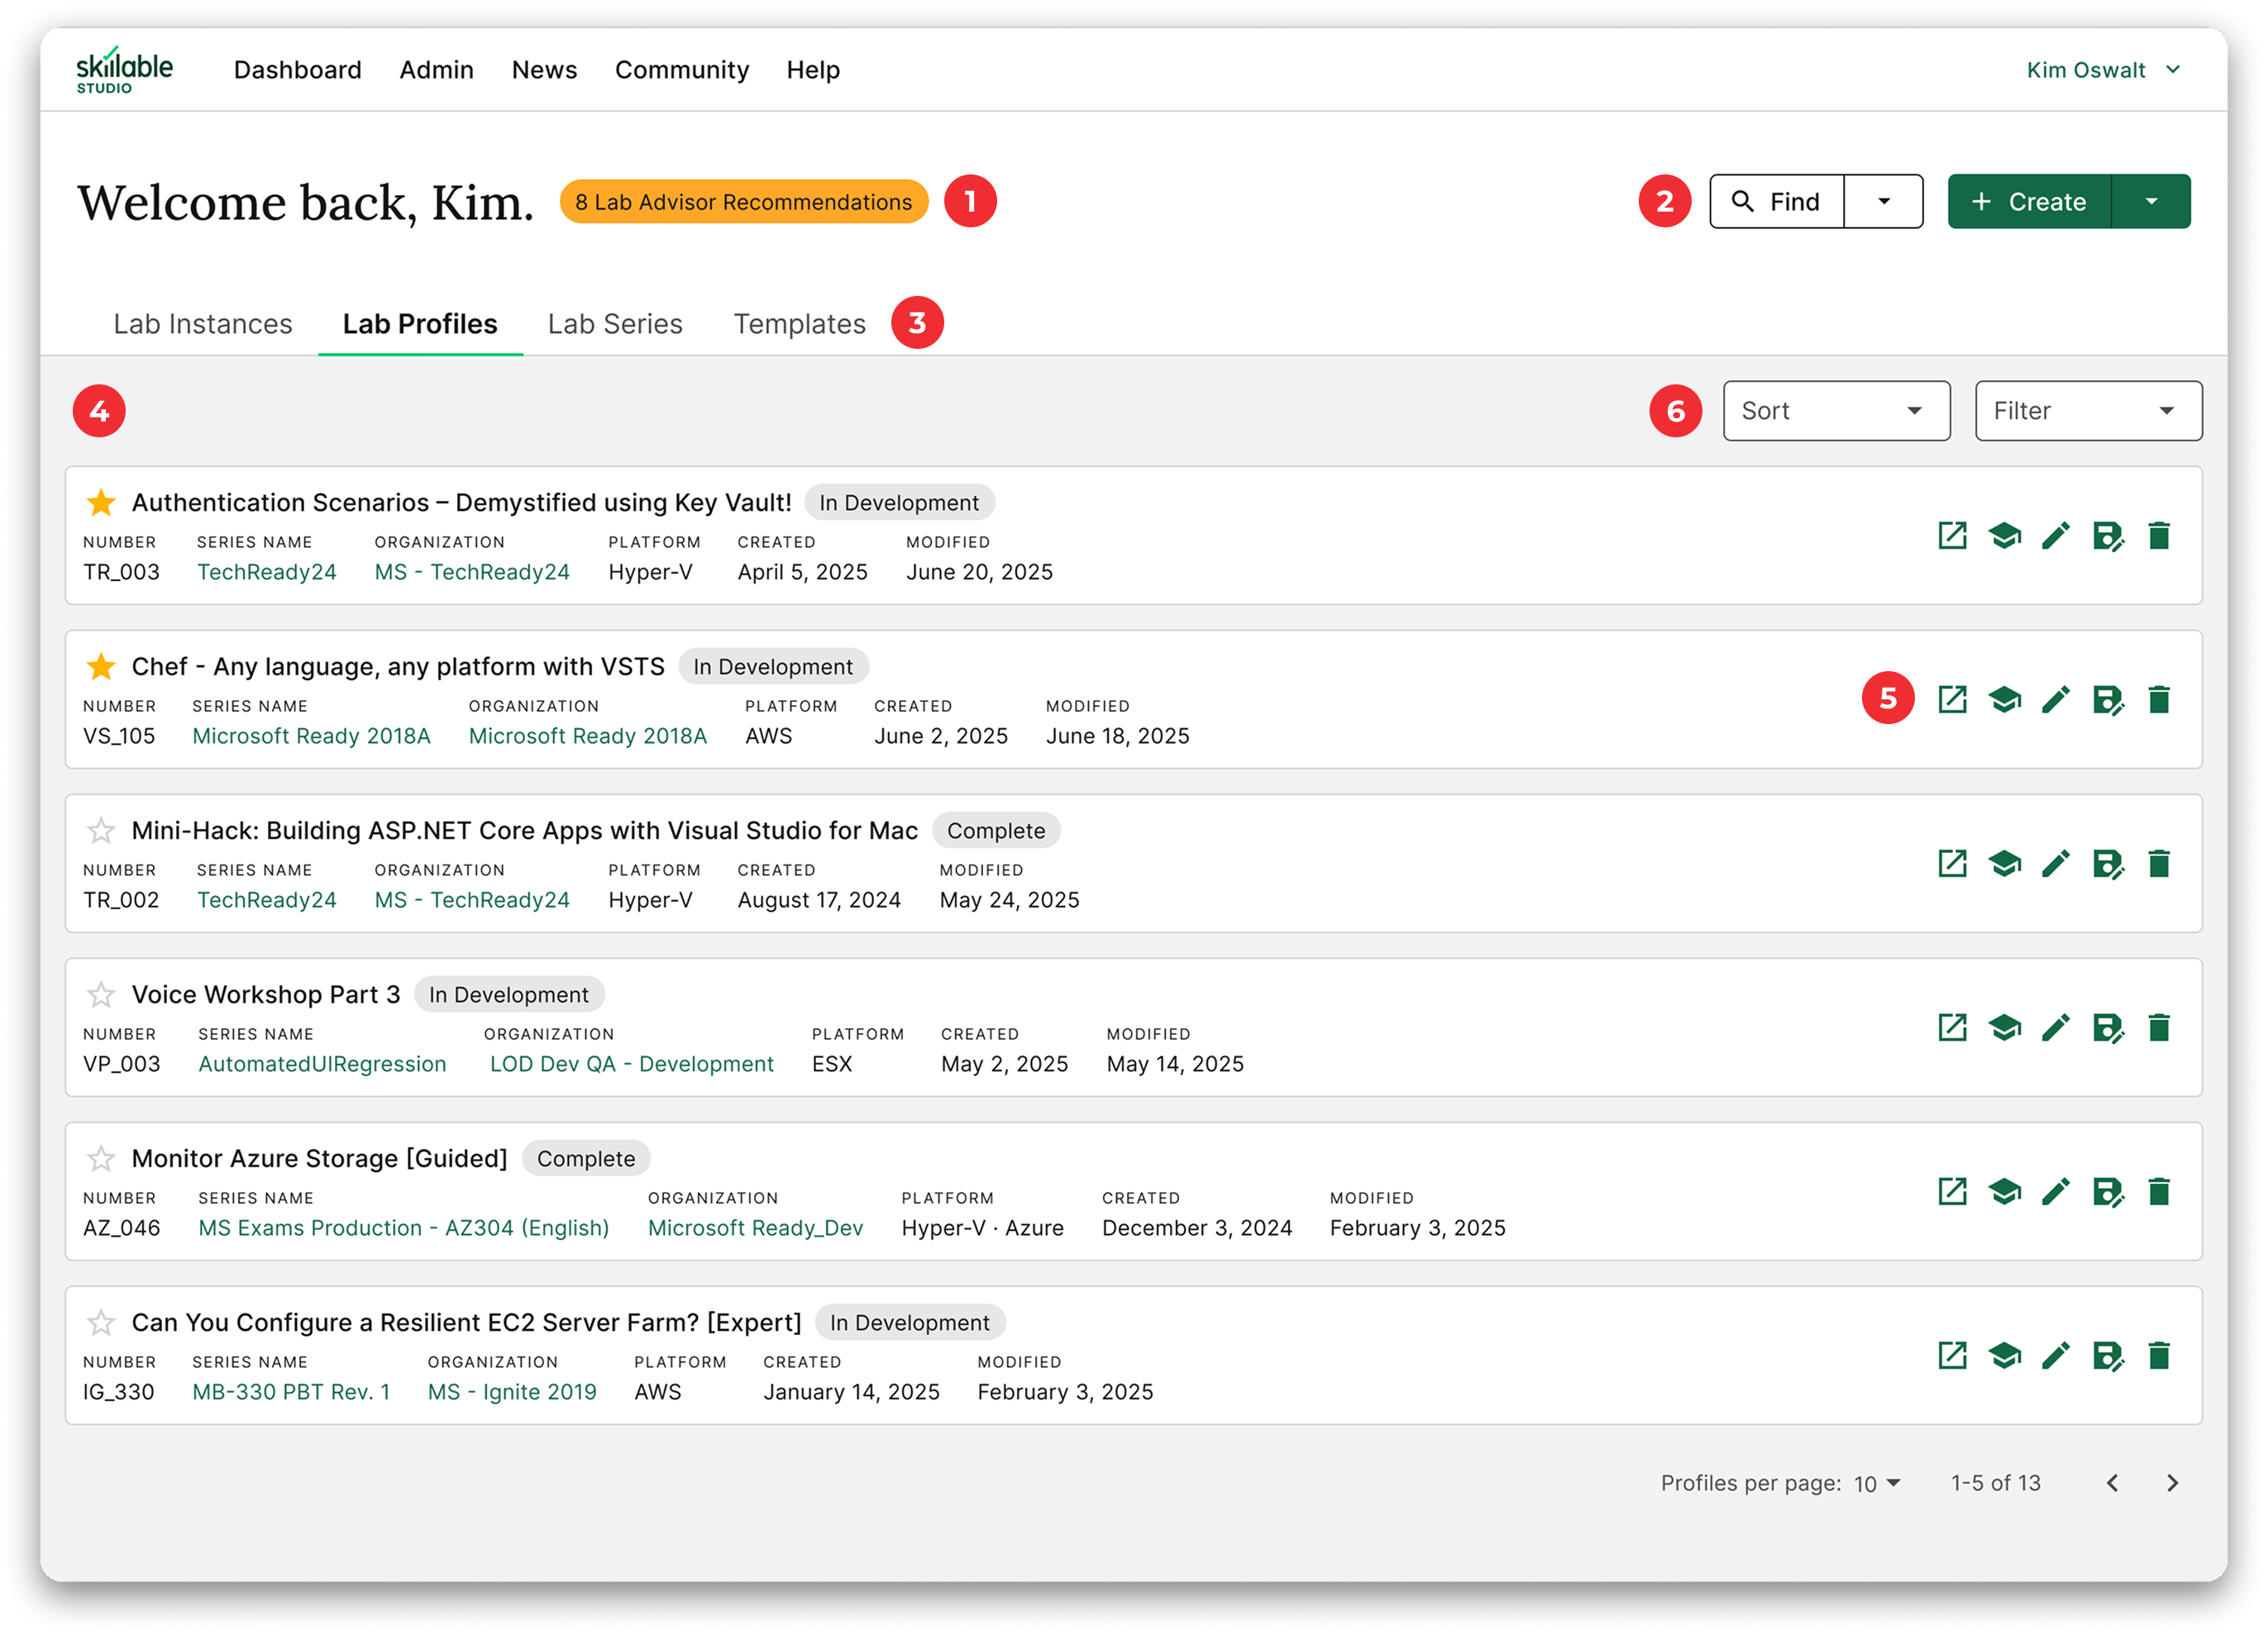 skillable
STUDIO
Dashboard Admin News Community Help
Kim Oswalt
Welcome back, Kim.
8 Lab Advisor Recommendations
1
2
Find
+ Create
Lab Instances Lab Profiles Lab Series Templates
3
4
6
Sort
Filter
Authentication Scenarios – Demystified using Key Vault! In Development
NUMBER SERIES NAME ORGANIZATION PLATFORM CREATED MODIFIED
TR_003 TechReady24 MS - TechReady24 Hyper-V April 5, 2025 June 20, 2025
Chef - Any language, any platform with VSTS In Development
NUMBER SERIES NAME ORGANIZATION PLATFORM CREATED MODIFIED
VS_105 Microsoft Ready 2018A Microsoft Ready 2018A AWS June 2, 2025 June 18, 2025
5
Mini-Hack: Building ASP.NET Core Apps with Visual Studio for Mac Complete
NUMBER SERIES NAME ORGANIZATION PLATFORM CREATED MODIFIED
TR_002 TechReady24 MS - TechReady24 Hyper-V August 17, 2024 May 24, 2025
Voice Workshop Part 3 In Development
NUMBER SERIES NAME ORGANIZATION PLATFORM CREATED MODIFIED
VP_003 AutomatedUIRegression LOD Dev QA - Development ESX May 2, 2025 May 14, 2025
Monitor Azure Storage [Guided] Complete
NUMBER SERIES NAME ORGANIZATION PLATFORM CREATED MODIFIED
AZ_046 MS Exams Production - AZ304 (English) Microsoft Ready_Dev Hyper-V · Azure December 3, 2024 February 3, 2025
Can You Configure a Resilient EC2 Server Farm? [Expert] In Development
NUMBER SERIES NAME ORGANIZATION PLATFORM CREATED MODIFIED
IG_330 MB-330 PBT Rev. 1 MS - Ignite 2019 AWS January 14, 2025 February 3, 2025
Profiles per page: 10 1-5 of 13